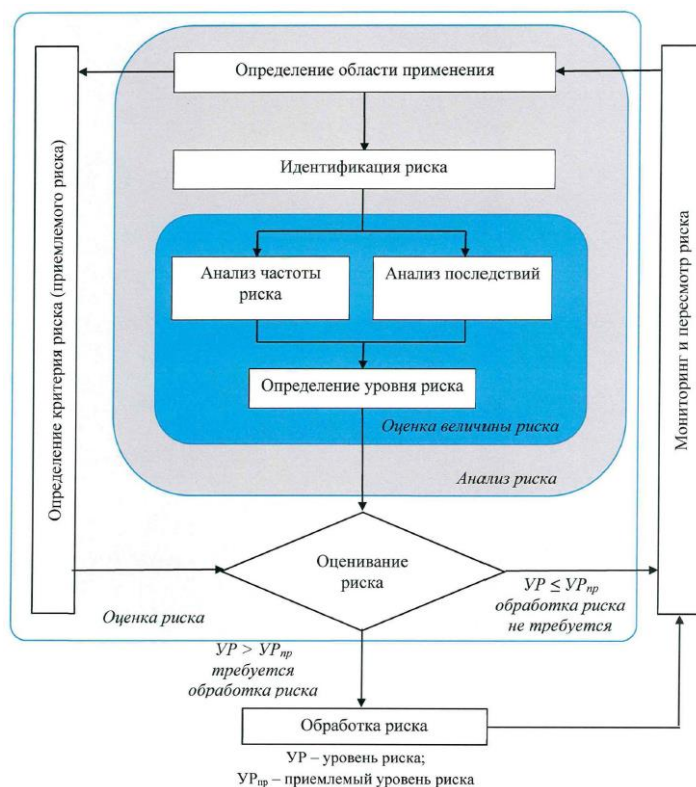 Определение области применения
Идентификация риска
Анализ частоты
риска
Анализ последствий
Определение уровня риска
Оценка величины риска
Анализ риска
Определение критерия риска (приемлемого риска)
Мониторинг и пересмотр риска
Оценивание
риска
УР ≤ УРпр
обработка риска
не требуется
Оценка риска
УР > УРпр
требуется
обработка риска
Обработка риска
УР – уровень риска;
УРпр – приемлемый уровень риска